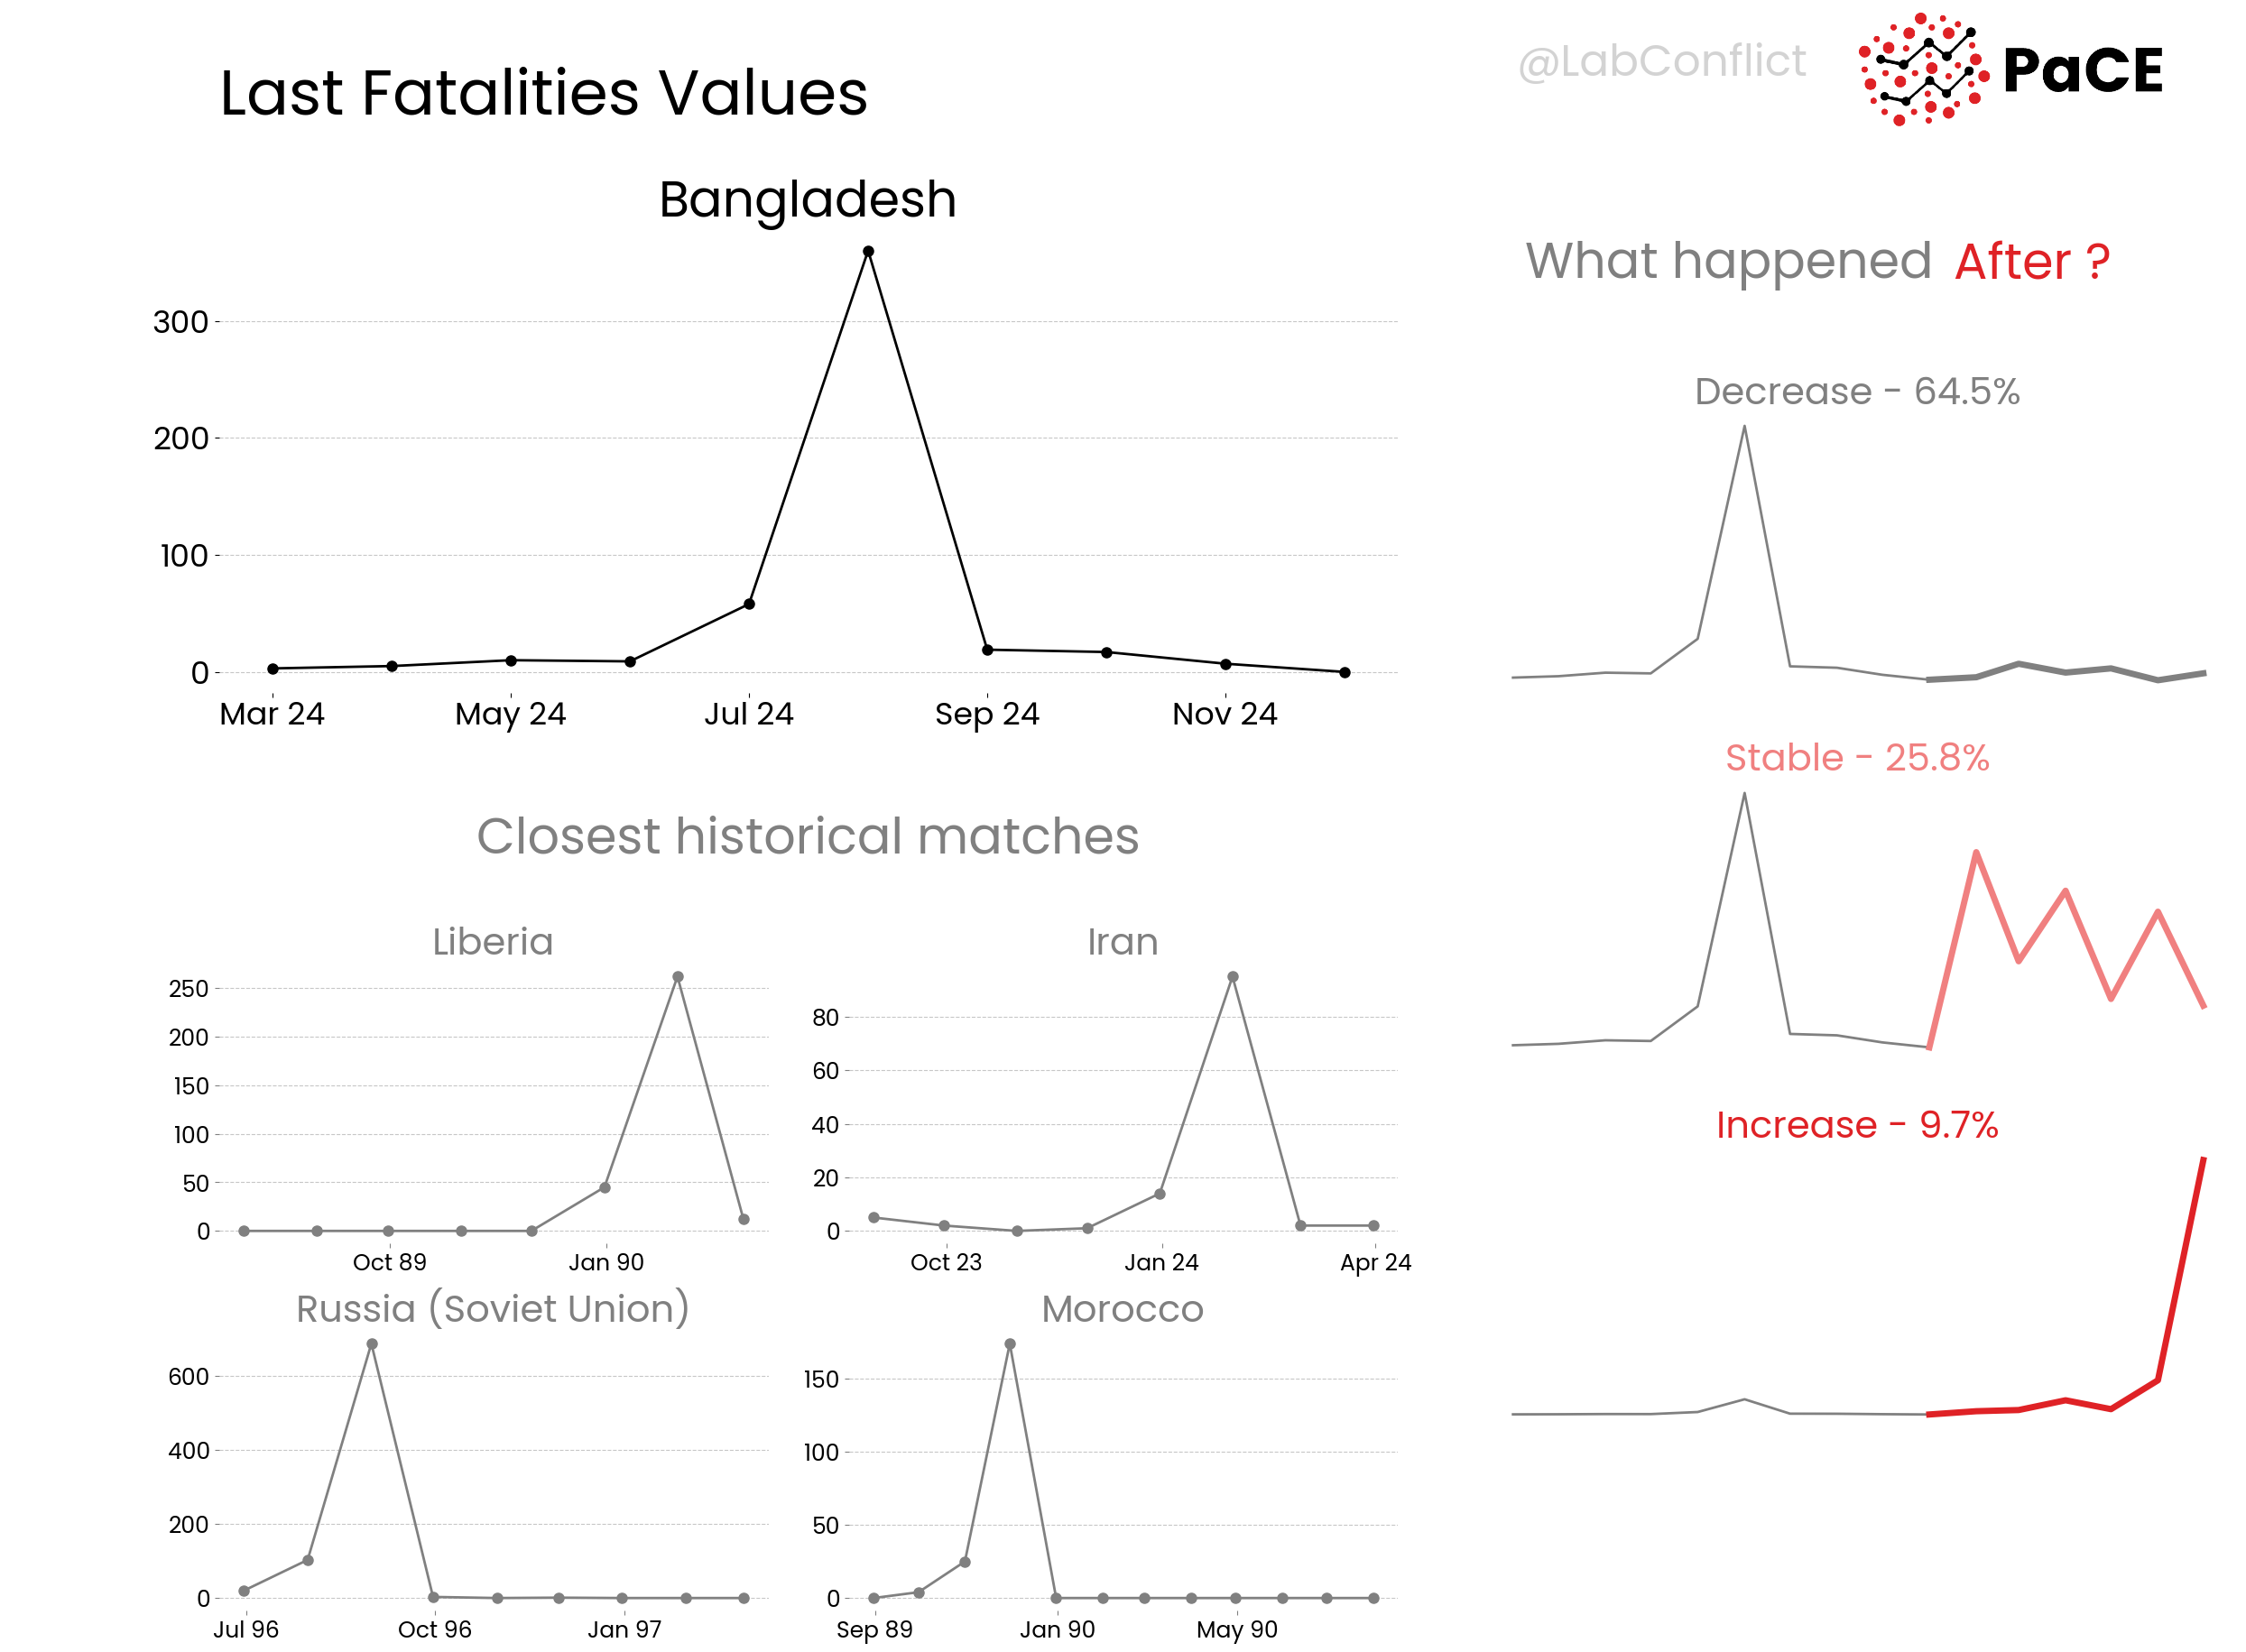 @LabConflict
PaCE
Last Fatalities Values
Bangladesh
300
200
100
0
Mar 24 May 24 Jul 24 Sep 24 Nov 24
What happened After ?
Decrease - 64.5%
Stable - 25.8%
Increase - 9.7%
Closest historical matches
Liberia
250
200
150
100
50
0
Oct 89 Jan 90
Iran
80
60
40
20
0
Oct 23 Jan 24 Apr 24
Russia (Soviet Union)
600
400
200
0
Jul 96 Oct 96 Jan 97
Morocco
150
100
50
0
Sep 89 Jan 90 May 90